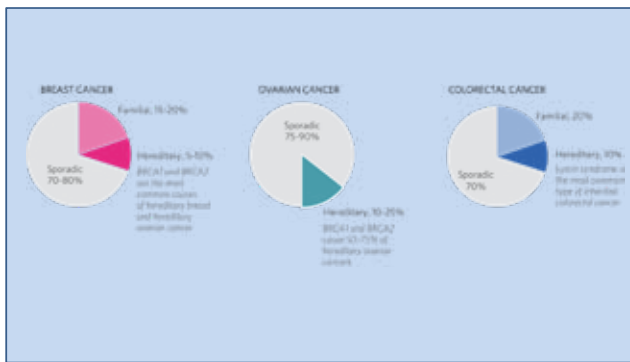 BREAST CANCER
Familial, 15-20%
Hereditary, 5-10%
Sporadic
70-80%
BRCA1 and BRCA2
are the most
common causes
of hereditary breast
and hereditary
ovarian cancer
OVARIAN CANCER
Sporadic
75-90%
Hereditary, 10-25%
BRCA1 and BRCA2
hereditary ovarian
cancers
COLORECTAL CANCER
Familial, 20%
Hereditary, 10%
Sporadic
70%
Lynch syndrome is
the most common
type of inherited
colorectal cancer